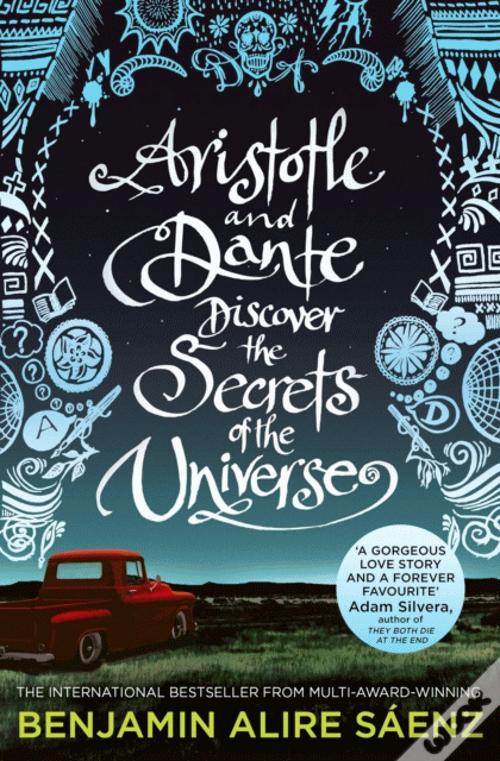 D A
Aristotle
and
Dante
Discover
the
Secrets
of the
Universe
?
?
?
?
A
D
'A GORGEOUS
LOVE STORY
AND A FOREVER
FAVOURITE'
Adam Silvera,
author of
THEY BOTH DIE
AT THE END
THE INTERNATIONAL BESTSELLER FROM MULTI-AWARD-WINNING
BENJAMIN ALIRE SÁENZ
wook